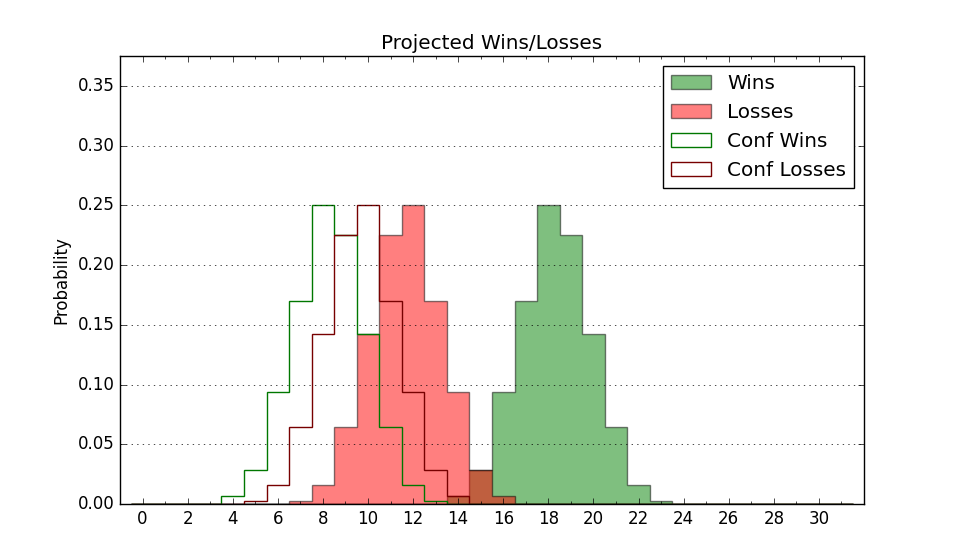 Projected Wins/Losses
Wins
Losses
Conf Wins
Conf Losses
Probability
0.35
0.30
0.25
0.20
0.15
0.10
0.05
0.00
0 2 4 6 8 10 12 14 16 18 20 22 24 26 28 30